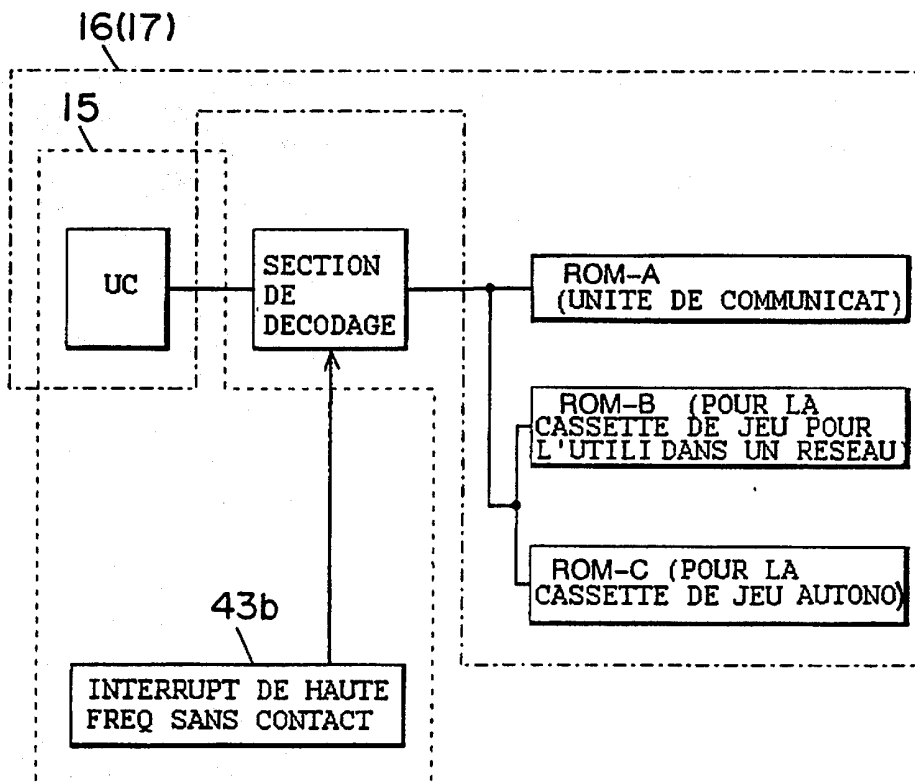 16(17)
15
UC
SECTION
DE
DECODAGE
ROM-A
(UNITE DE COMMUNICAT)
ROM-B (POUR LA
CASSETTE DE JEU POUR
L'UTILI DANS UN RESEAU)
ROM-C (POUR LA
CASSETTE DE JEU AUTONO)
43b
INTERRUPT DE HAUTE
FREQ SANS CONTACT